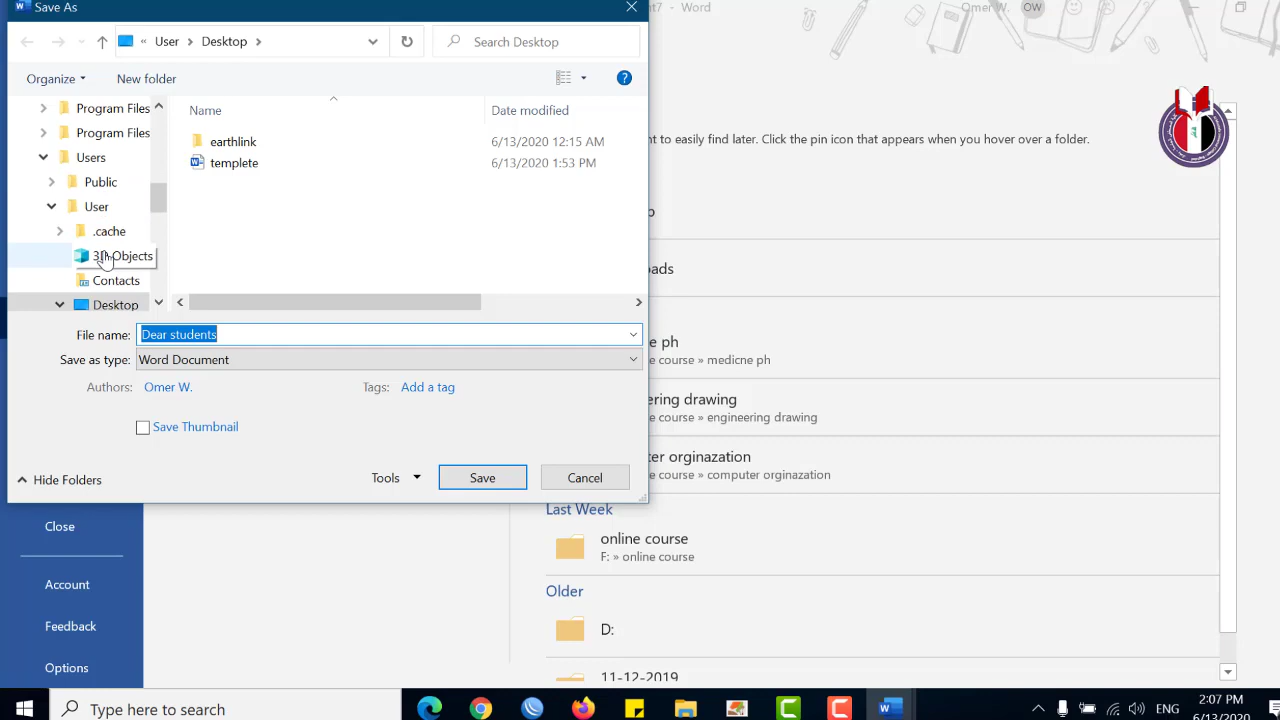 Save As
t7 - Word
Omer W.
OW
« User › Desktop ›
Search Desktop
Organize
New folder
?
Program Files
Program Files
Users
Public
User
.cache
3D Objects
Contacts
Desktop
Name
Date modified
earthlink
6/13/2020 12:15 AM
templete
6/13/2020 1:53 PM
nt to easily find later. Click the pin icon that appears when you hover over a folder.
File name:
Dear students
Save as type:
Word Document
Authors:
Omer W.
Tags:
Add a tag
Save Thumbnail
Hide Folders
Tools
Save
Cancel
p
oads
ne ph
e course » medicne ph
ering drawing
e course » engineering drawing
ter orginazation
e course » computer orginazation
Last Week
online course
F: » online course
Older
D:
11-12-2019
Close
Account
Feedback
Options
Type here to search
ENG
2:07 PM
6/13/2020